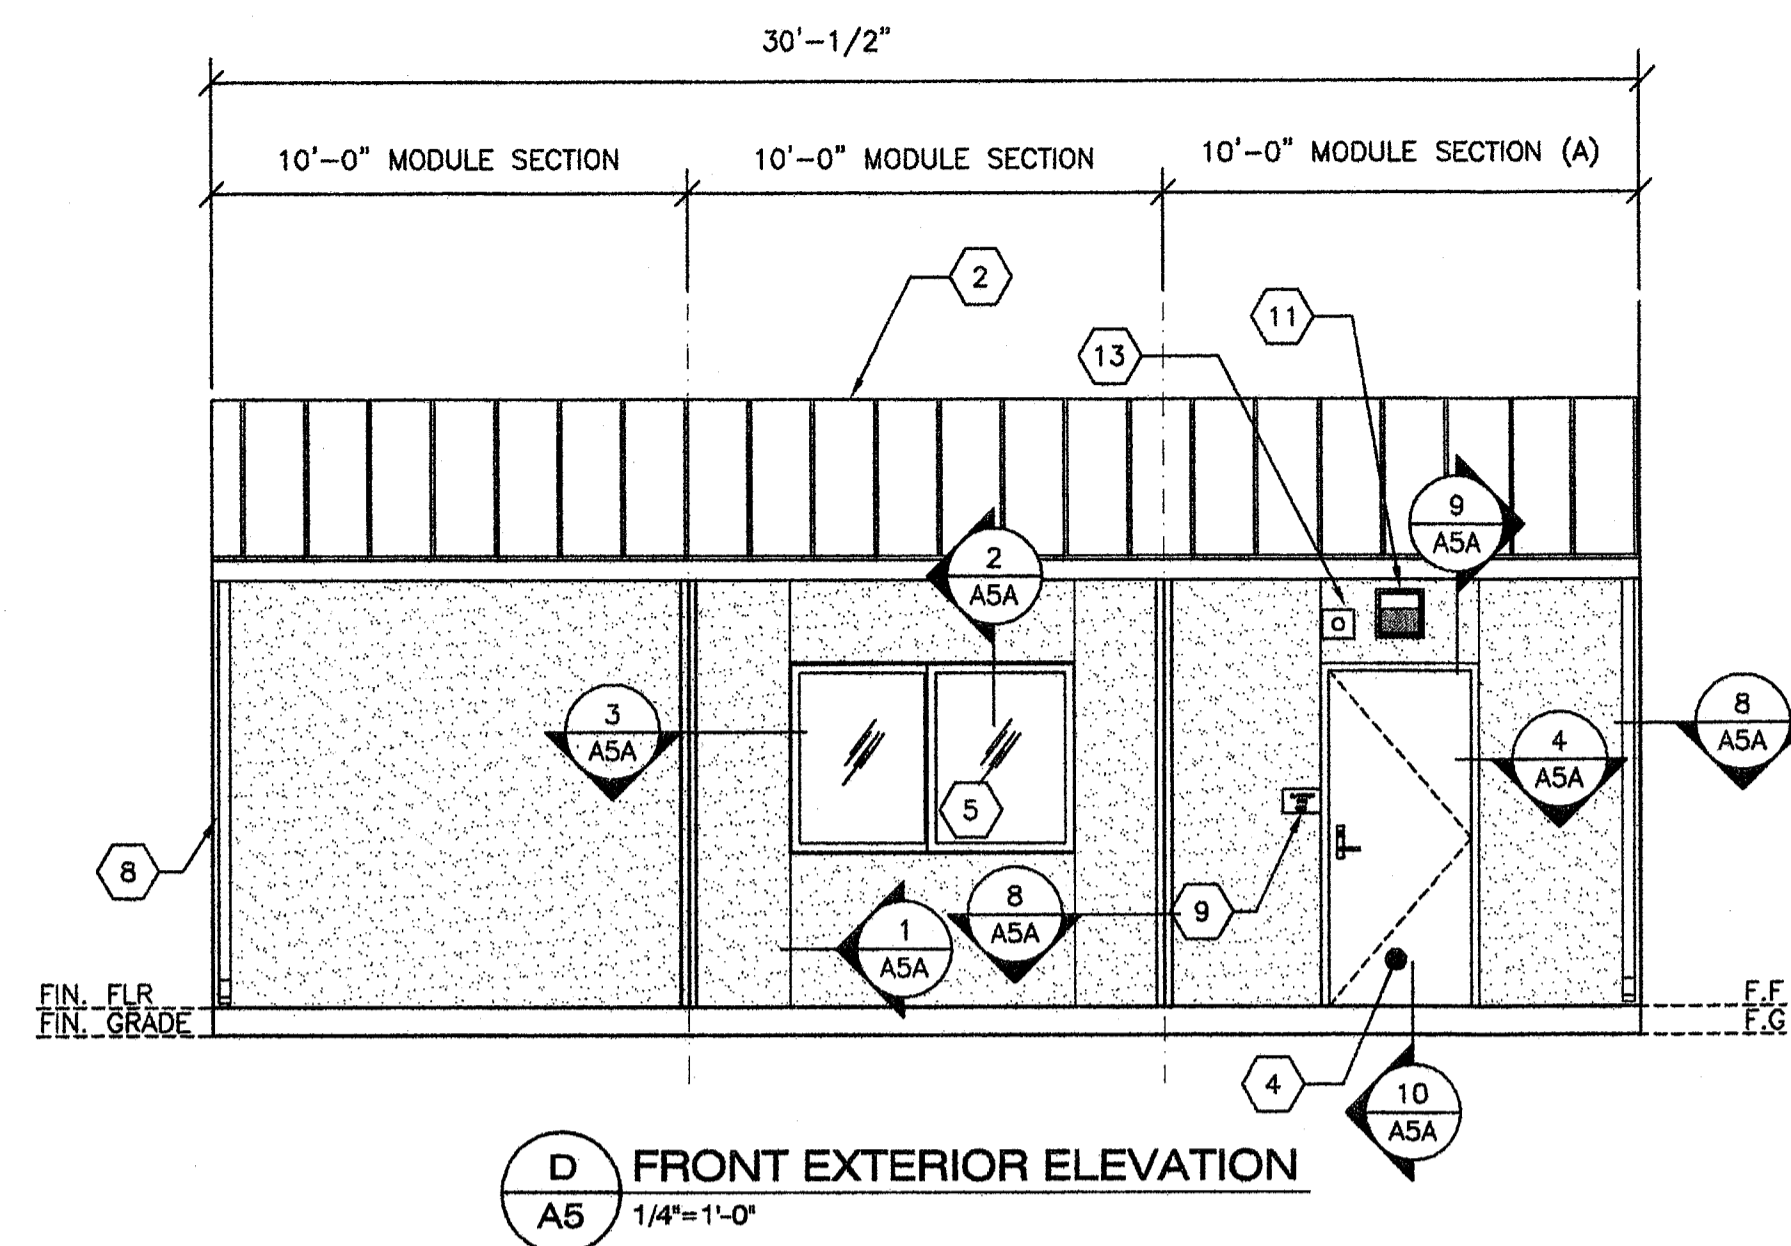 30'-1/2"
10'-0" MODULE SECTION
10'-0" MODULE SECTION
10'-0" MODULE SECTION (A)
2
11
13
9
A5A
2
A5A
3
A5A
8
A5A
4
A5A
5
8
8
A5A
9
1
A5A
FIN. FLR
FIN. GRADE
F.F
F.G
4
10
A5A
D
A5
FRONT EXTERIOR ELEVATION
1/4"=1'-0"